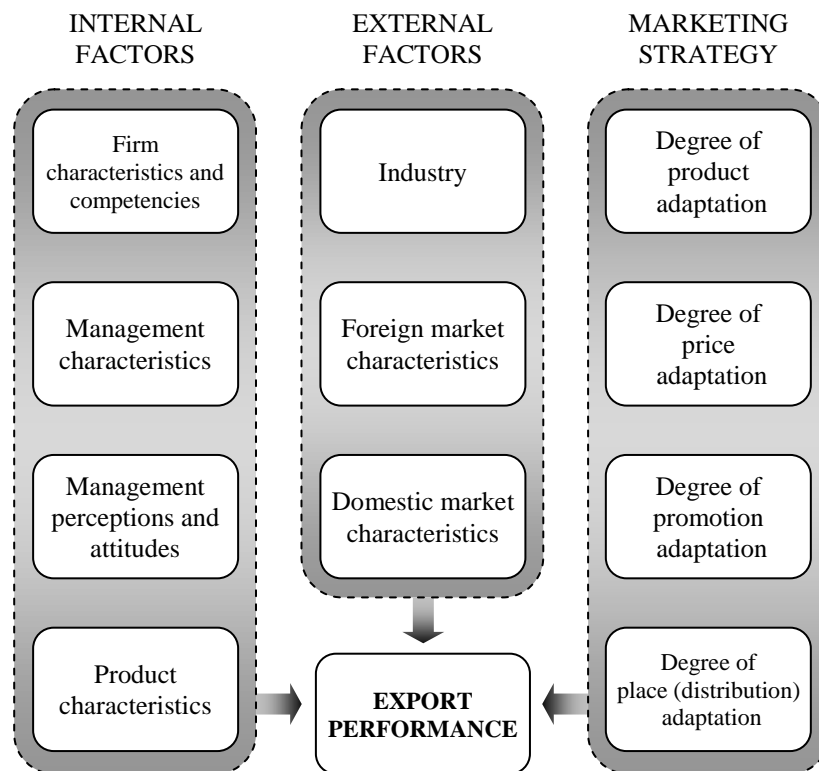 INTERNAL
FACTORS
Firm
characteristics and
competencies
Management
characteristics
Management
perceptions and
attitudes
Product
characteristics
EXTERNAL
FACTORS
Industry
Foreign market
characteristics
Domestic market
characteristics
EXPORT
PERFORMANCE
MARKETING
STRATEGY
Degree of
product
adaptation
Degree of
price
adaptation
Degree of
promotion
adaptation
Degree of
place (distribution)
adaptation